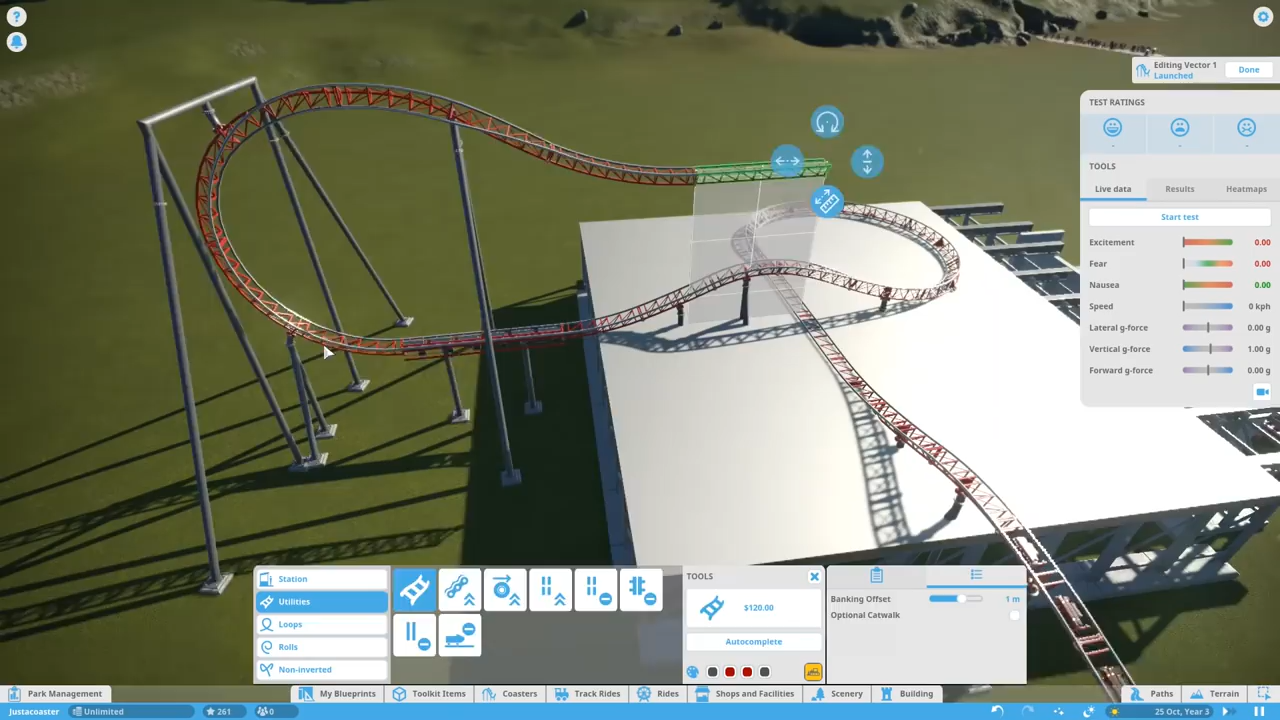 ?
Editing Vector 1
Launched
Done
TEST RATINGS
- - -
TOOLS
Live data Results Heatmaps
Start test
Excitement 0.00
Fear 0.00
Nausea 0.00
Speed 0 kph
Lateral g-force 0.00 g
Vertical g-force 1.00 g
Forward g-force 0.00 g
Station
Utilities
Loops
Rolls
Non-inverted
TOOLS
$120.00
Autocomplete
Banking Offset 1 m
Optional Catwalk
Park Management My Blueprints Toolkit Items Coasters Track Rides Rides Shops and Facilities Scenery Building Paths Terrain
Justacoaster Unlimited 261 0 25 Oct, Year 3